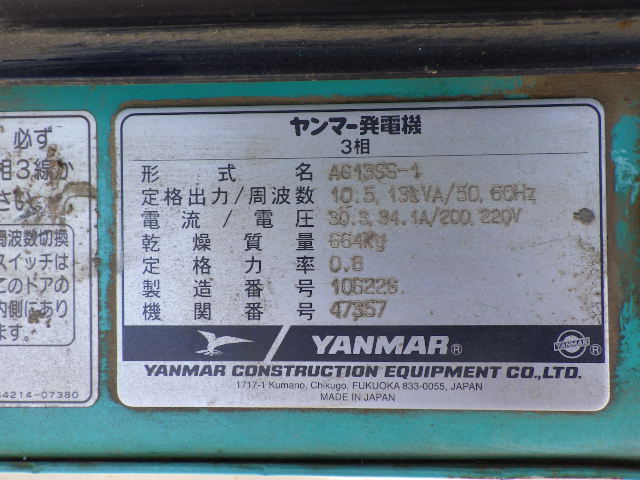 必ず
相3線か
さい。
周波数切換
スイッチは
このドアの
内側にあり
ます。
34214-07380
ヤンマー発電機
3相
形式名 AG13SS-1
定格出力/周波数 10.5, 13kVA/50, 60Hz
電流/電圧 30.3, 34.1A/200, 220V
乾燥質量 664Kg
定格力率 0.8
製造番号 10622G
機関番号 47357
YANMAR®
YANMAR ®
YANMAR CONSTRUCTION EQUIPMENT CO.,LTD.
1717-1 Kumano, Chikugo, FUKUOKA 833-0055, JAPAN
MADE IN JAPAN